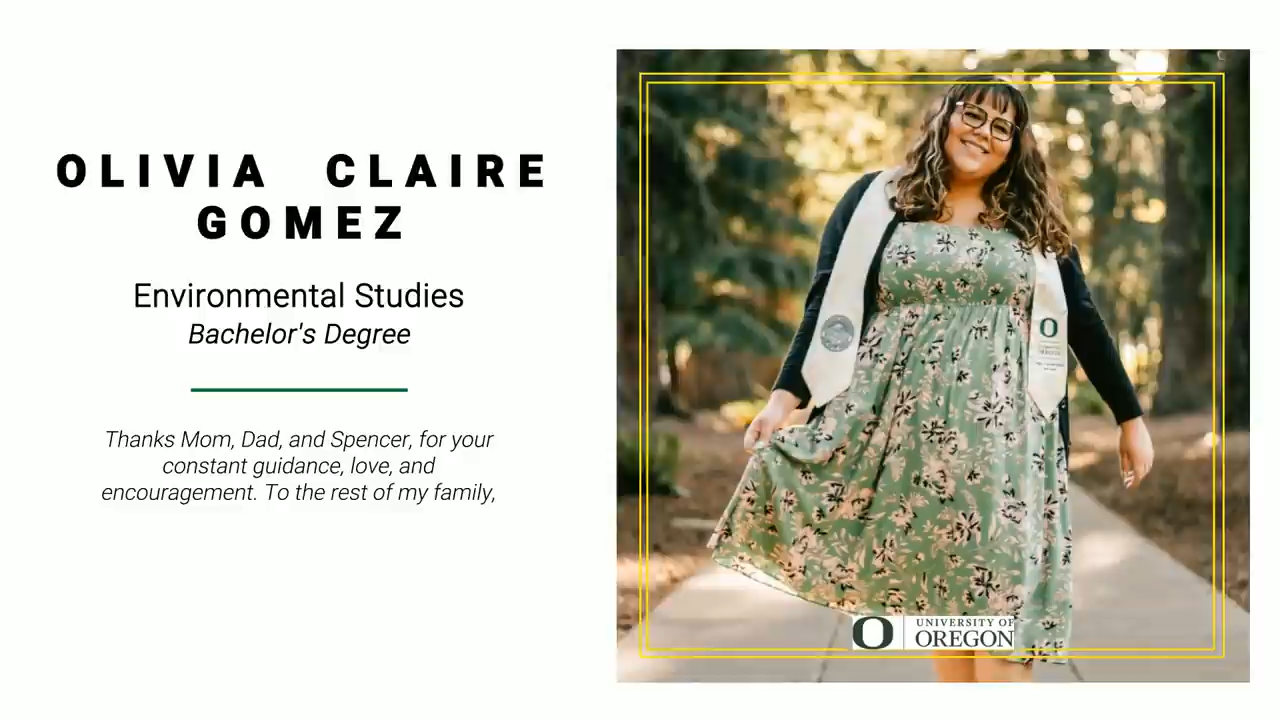 OLIVIA CLAIRE
GOMEZ
Environmental Studies
Bachelor's Degree
Thanks Mom, Dad, and Spencer, for your
constant guidance, love, and
encouragement. To the rest of my family,
O
O
UNIVERSITY OF
OREGON